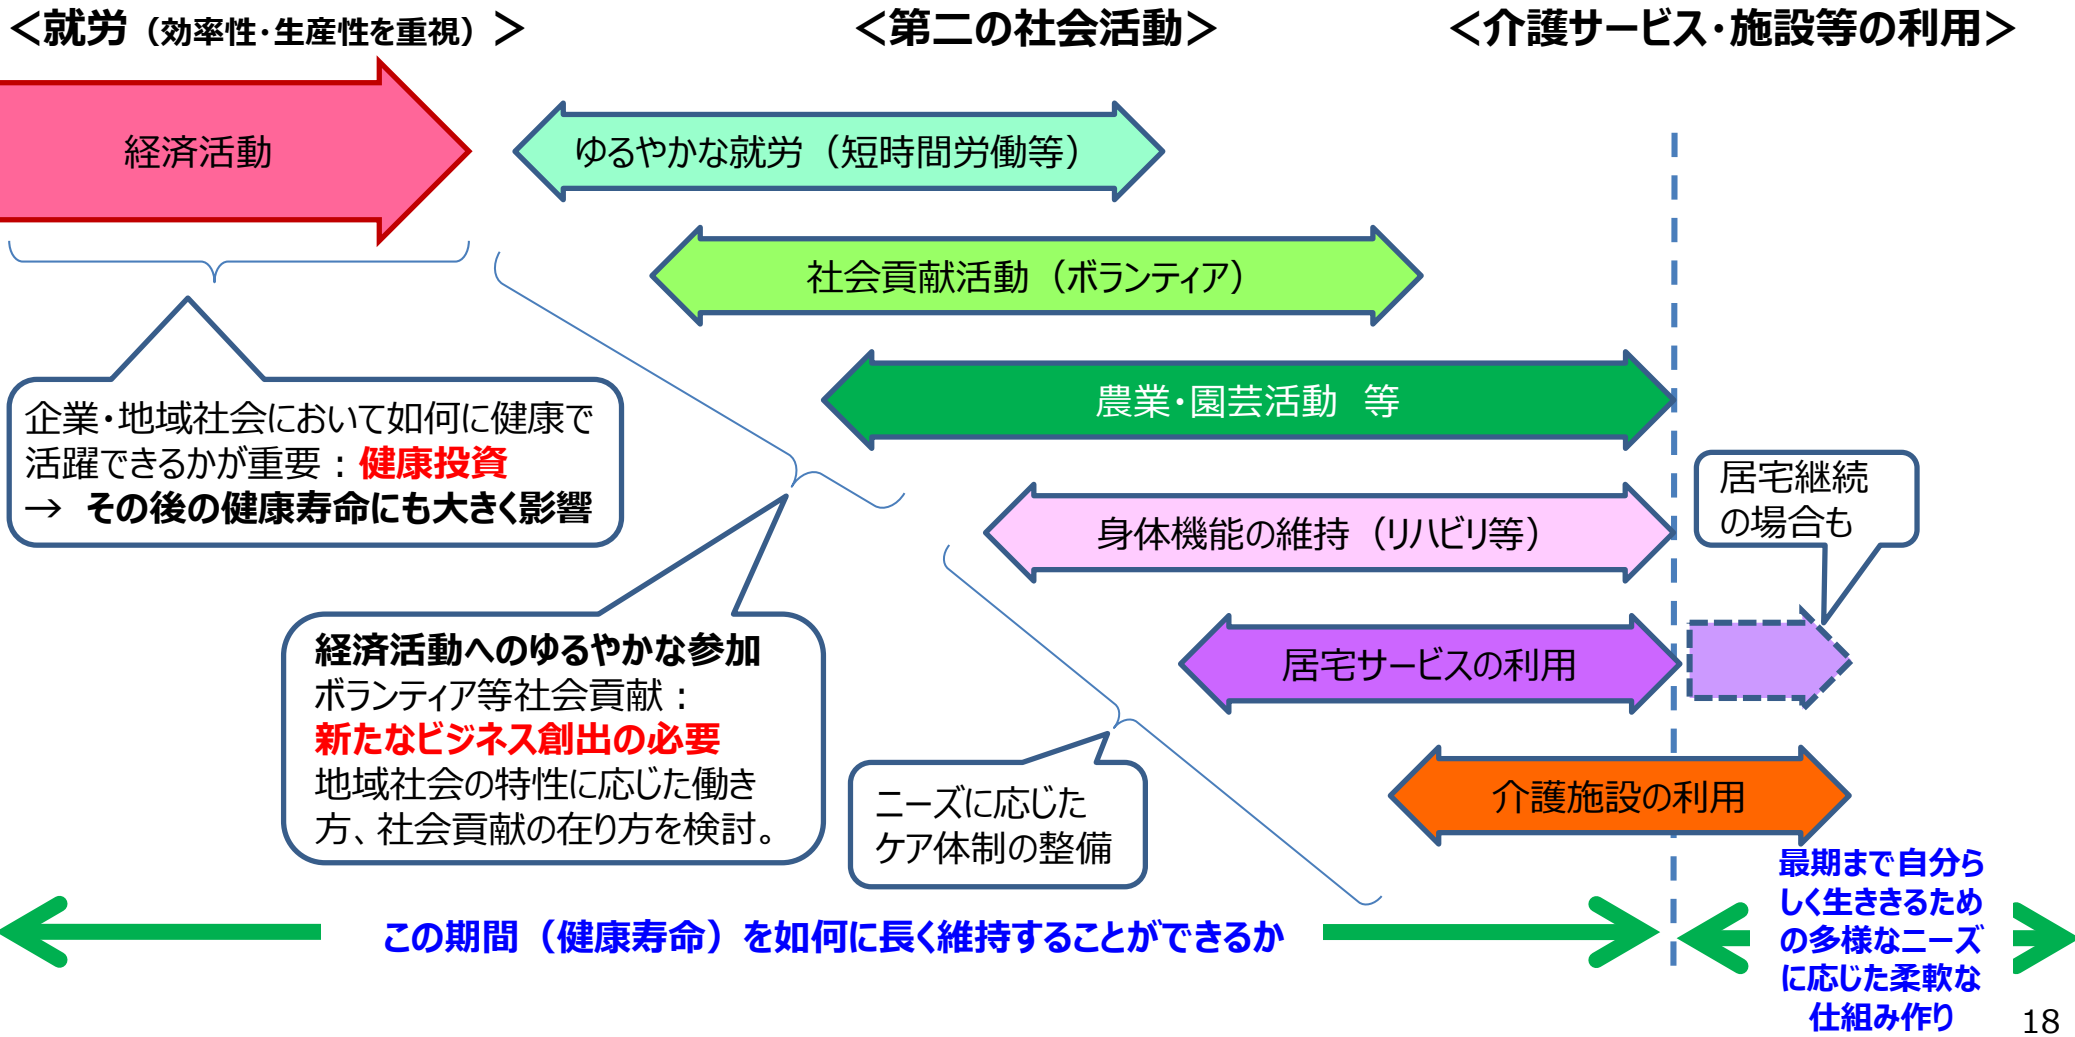 ＜就労（効率性・生産性を重視）＞
＜第二の社会活動＞
＜介護サービス・施設等の利用＞
経済活動
ゆるやかな就労（短時間労働等）
社会貢献活動（ボランティア）
農業・園芸活動　等
企業・地域社会において如何に健康で
活躍できるかが重要：健康投資
→　その後の健康寿命にも大きく影響
身体機能の維持（リハビリ等）
居宅継続
の場合も
経済活動へのゆるやかな参加
ボランティア等社会貢献：
新たなビジネス創出の必要
地域社会の特性に応じた働き
方、社会貢献の在り方を検討。
居宅サービスの利用
ニーズに応じた
ケア体制の整備
介護施設の利用
この期間（健康寿命）を如何に長く維持することができるか
最期まで自分ら
しく生ききるため
の多様なニーズ
に応じた柔軟な
仕組み作り
18